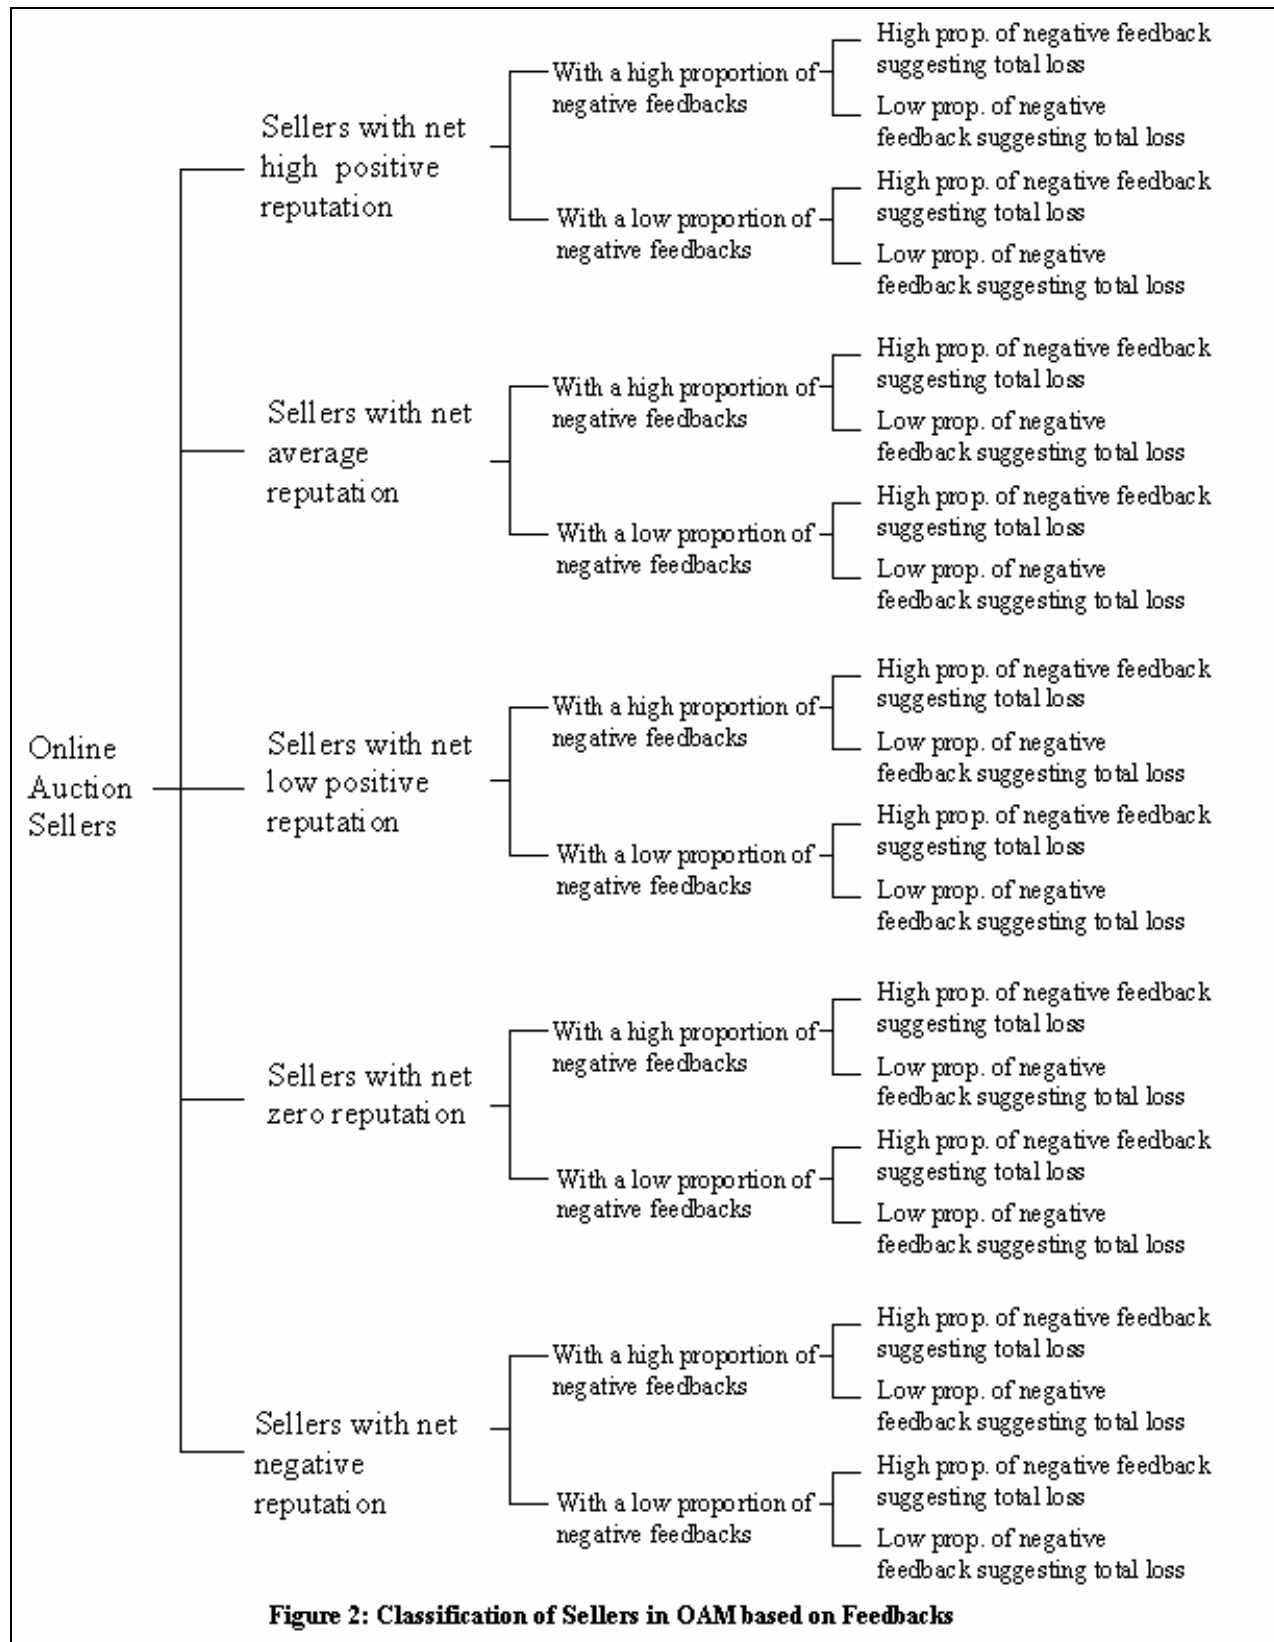 Online
Auction
Sellers
Sellers with net
high positive
reputation
With a high proportion of
negative feedbacks
High prop. of negative feedback
suggesting total loss
Low prop. of negative
feedback suggesting total loss
With a low proportion of
negative feedbacks
High prop. of negative feedback
suggesting total loss
Low prop. of negative
feedback suggesting total loss
Sellers with net
average
reputation
With a high proportion of
negative feedbacks
High prop. of negative feedback
suggesting total loss
Low prop. of negative
feedback suggesting total loss
With a low proportion of
negative feedbacks
High prop. of negative feedback
suggesting total loss
Low prop. of negative
feedback suggesting total loss
Sellers with net
low positive
reputation
With a high proportion of
negative feedbacks
High prop. of negative feedback
suggesting total loss
Low prop. of negative
feedback suggesting total loss
With a low proportion of
negative feedbacks
High prop. of negative feedback
suggesting total loss
Low prop. of negative
feedback suggesting total loss
Sellers with net
zero reputation
With a high proportion of
negative feedbacks
High prop. of negative feedback
suggesting total loss
Low prop. of negative
feedback suggesting total loss
With a low proportion of
negative feedbacks
High prop. of negative feedback
suggesting total loss
Low prop. of negative
feedback suggesting total loss
Sellers with net
negative
reputation
With a high proportion of
negative feedbacks
High prop. of negative feedback
suggesting total loss
Low prop. of negative
feedback suggesting total loss
With a low proportion of
negative feedbacks
High prop. of negative feedback
suggesting total loss
Low prop. of negative
feedback suggesting total loss
Figure 2: Classification of Sellers in OAM based on Feedbacks